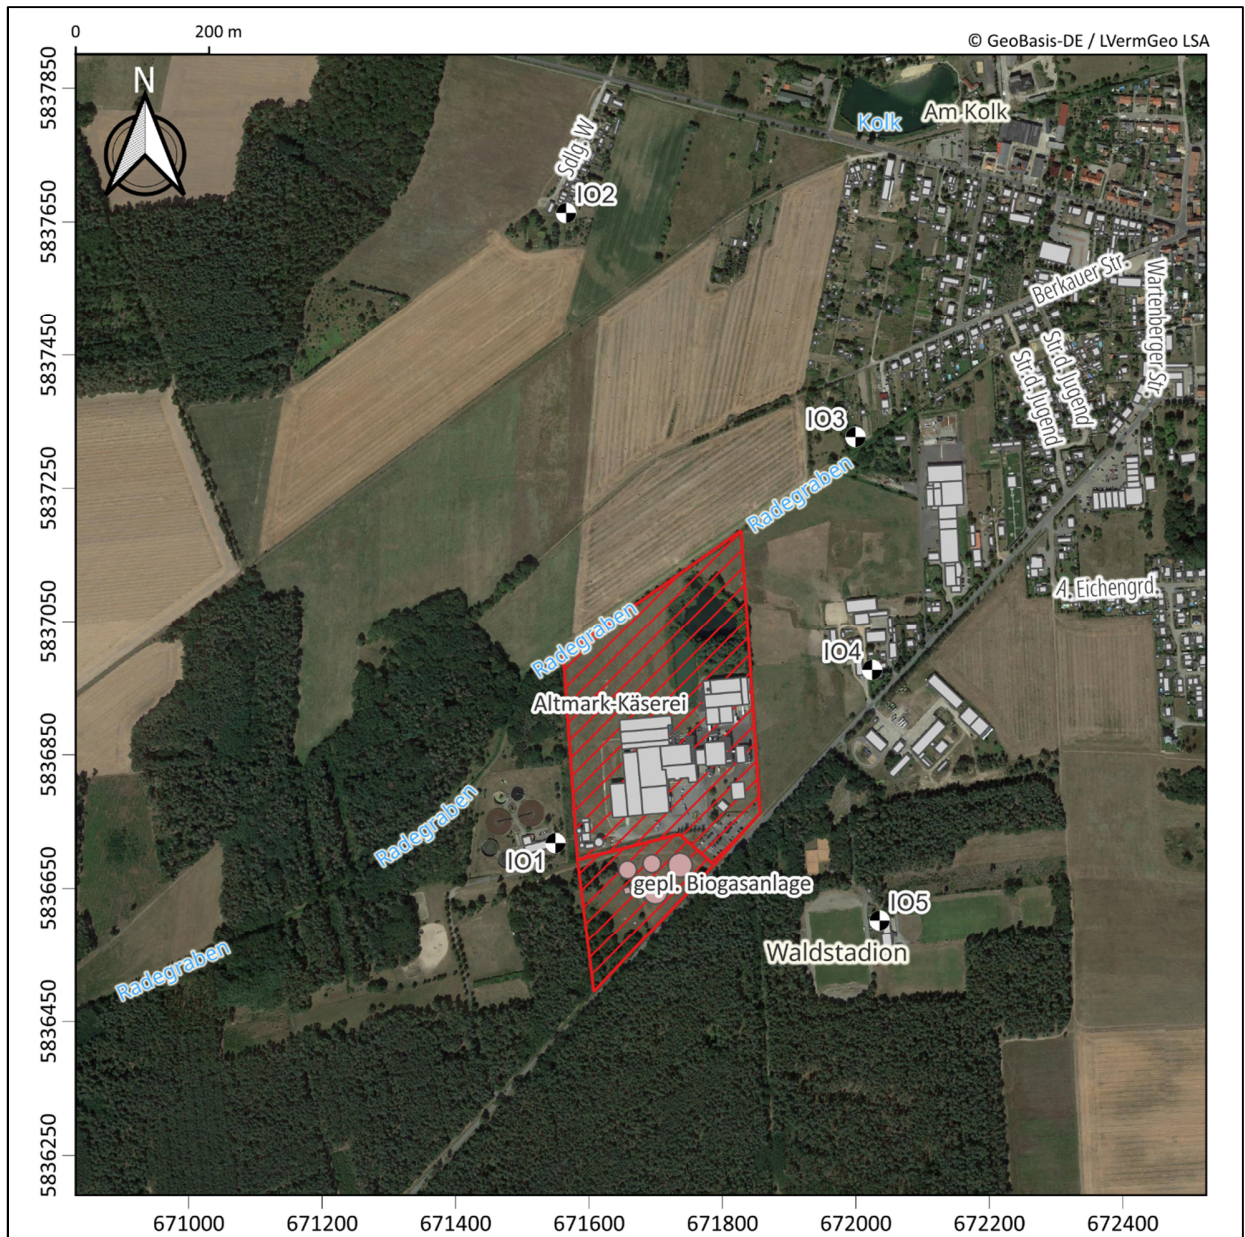 0
200 m
© GeoBasis-DE / LVermGeo LSA
N
Kolk
Am Kolk
Sdlg.W
IO2
Berkauer Str.
Wartenberger Str.
Str.d.Jugend
Str.d.Jugend
IO3
Radegraben
A. Eichengrd.
Radegraben
IO4
Altmark-Käserei
Radegraben
IO1
gepl. Biogasanlage
IO5
Waldstadion
Radegraben
5837850
5837650
5837450
5837250
5837050
5836850
5836650
5836450
5836250
671000
671200
671400
671600
671800
672000
672200
672400